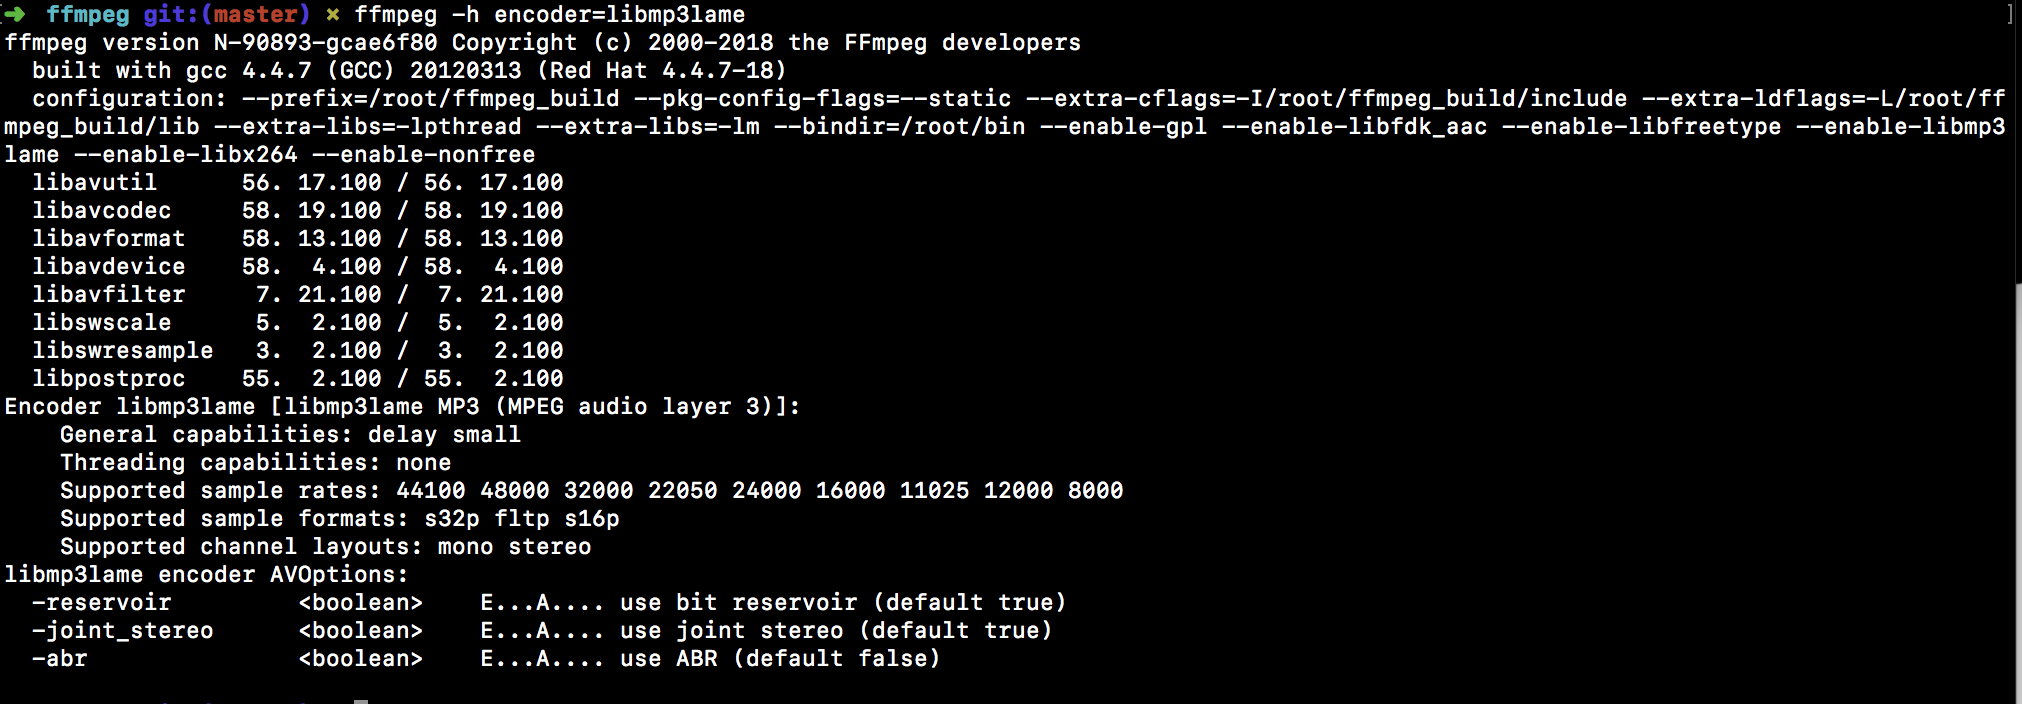 ➜  ffmpeg git:(master) ✗ ffmpeg -h encoder=libmp3lame
ffmpeg version N-90893-gcae6f80 Copyright (c) 2000-2018 the FFmpeg developers
  built with gcc 4.4.7 (GCC) 20120313 (Red Hat 4.4.7-18)
  configuration: --prefix=/root/ffmpeg_build --pkg-config-flags=--static --extra-cflags=-I/root/ffmpeg_build/include --extra-ldflags=-L/root/ff
mpeg_build/lib --extra-libs=-lpthread --extra-libs=-lm --bindir=/root/bin --enable-gpl --enable-libfdk_aac --enable-libfreetype --enable-libmp3
lame --enable-libx264 --enable-nonfree
  libavutil      56. 17.100 / 56. 17.100
  libavcodec     58. 19.100 / 58. 19.100
  libavformat    58. 13.100 / 58. 13.100
  libavdevice    58.  4.100 / 58.  4.100
  libavfilter     7. 21.100 /  7. 21.100
  libswscale      5.  2.100 /  5.  2.100
  libswresample   3.  2.100 /  3.  2.100
  libpostproc    55.  2.100 / 55.  2.100
Encoder libmp3lame [libmp3lame MP3 (MPEG audio layer 3)]:
    General capabilities: delay small
    Threading capabilities: none
    Supported sample rates: 44100 48000 32000 22050 24000 16000 11025 12000 8000
    Supported sample formats: s32p fltp s16p
    Supported channel layouts: mono stereo
libmp3lame encoder AVOptions:
  -reservoir         <boolean>    E...A.... use bit reservoir (default true)
  -joint_stereo      <boolean>    E...A.... use joint stereo (default true)
  -abr               <boolean>    E...A.... use ABR (default false)